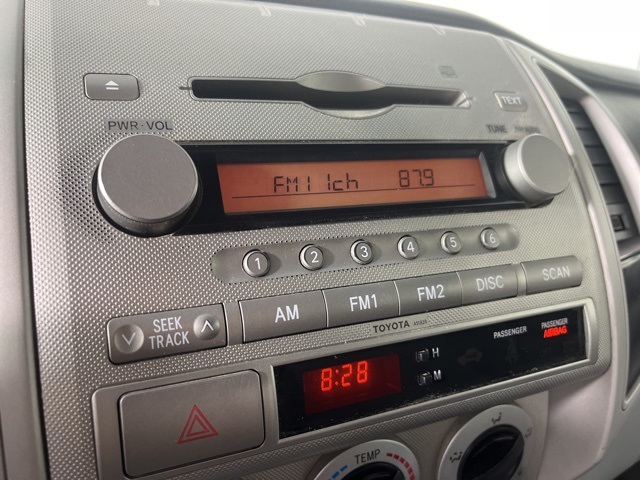 TEXT
PWR·VOL
TUNE
FM1 1ch 87.9
1 2 3 4 5 6
AM FM1 FM2 DISC SCAN
SEEK
TRACK
TOYOTA
PASSENGER
PASSENGER
AIRBAG
8:28
H
M
TEMP